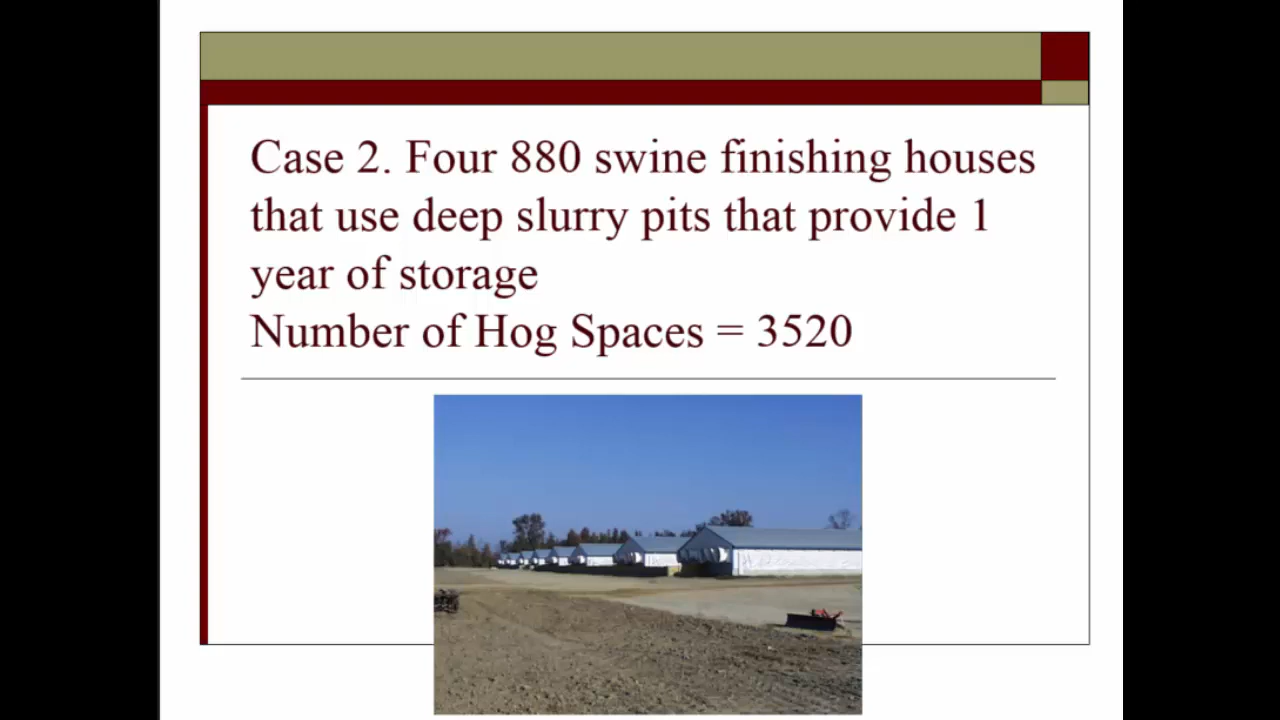 Case 2. Four 880 swine finishing houses
that use deep slurry pits that provide 1
year of storage
Number of Hog Spaces = 3520